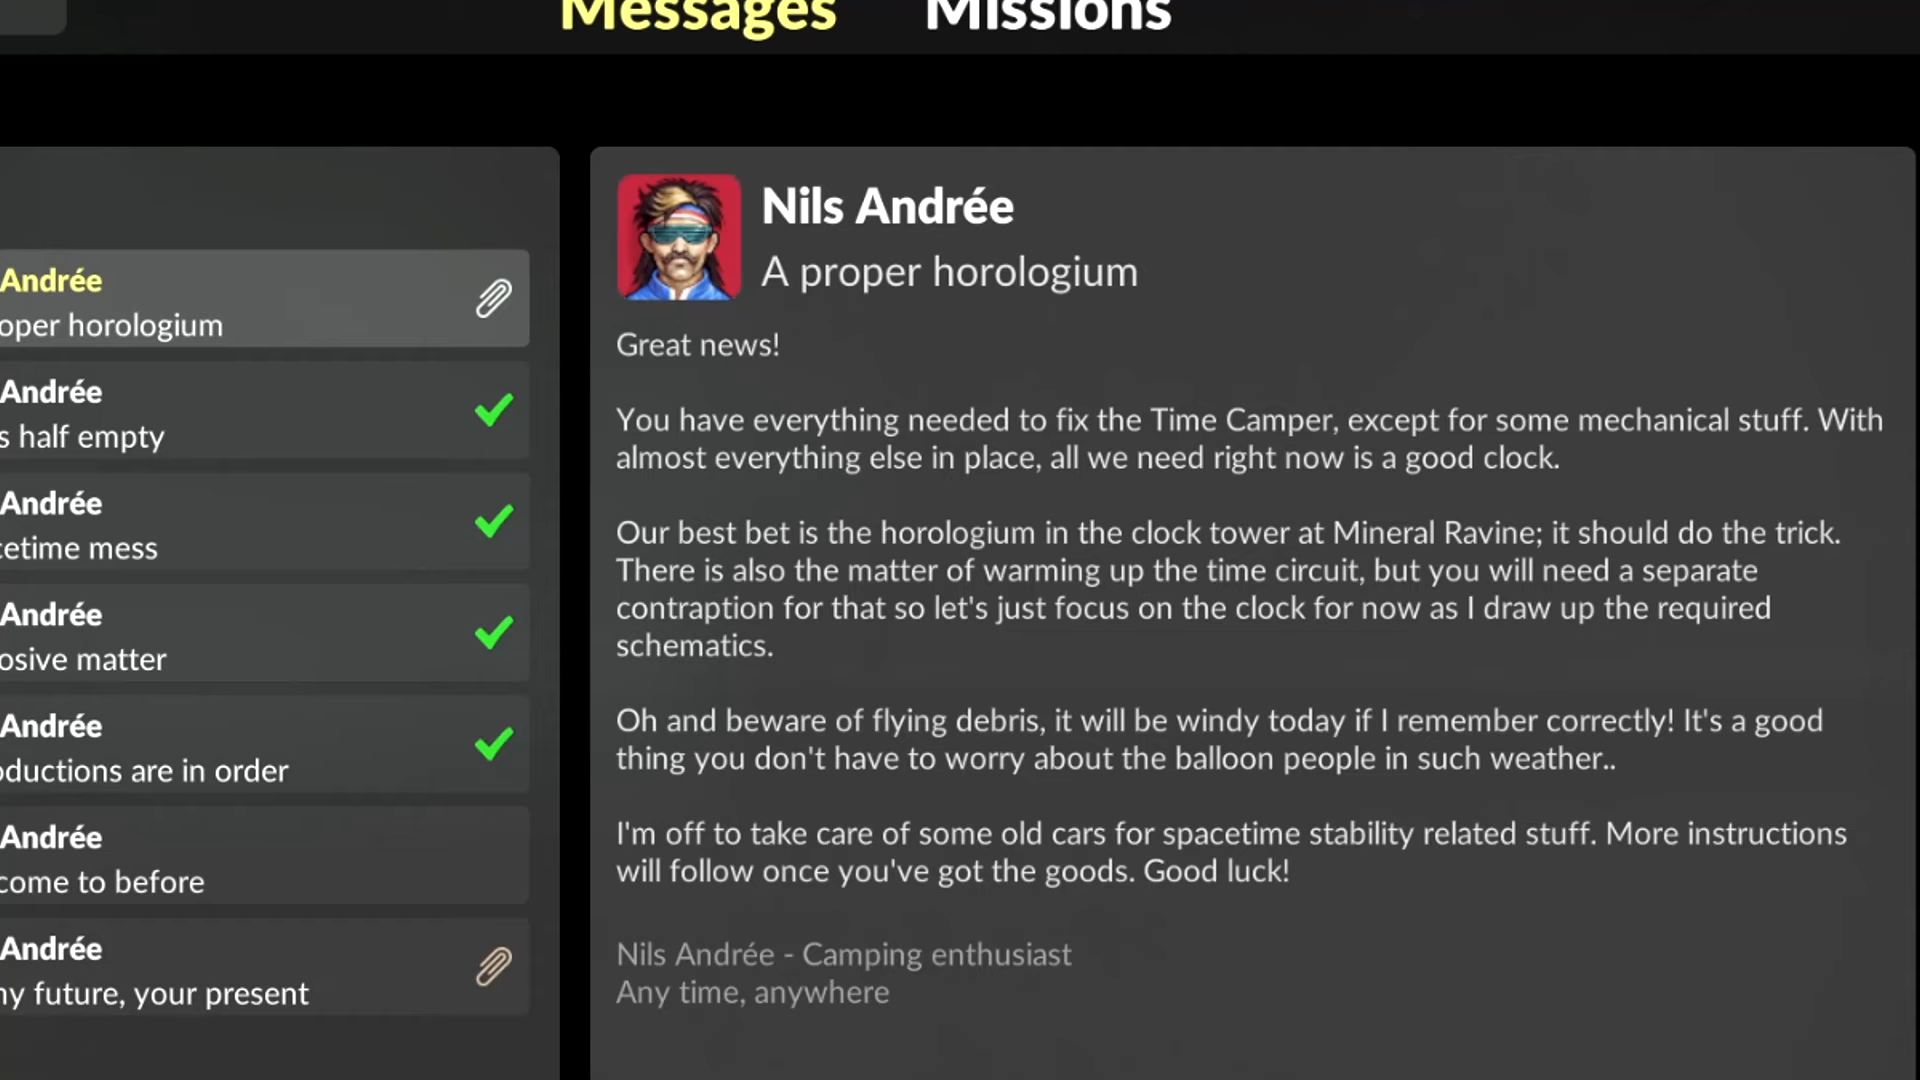 Messages
Missions
Andrée
oper horologium
Andrée
s half empty
Andrée
cetime mess
Andrée
osive matter
Andrée
oductions are in order
Andrée
come to before
Andrée
ny future, your present
Nils Andrée
A proper horologium
Great news!
You have everything needed to fix the Time Camper, except for some mechanical stuff. With
almost everything else in place, all we need right now is a good clock.
Our best bet is the horologium in the clock tower at Mineral Ravine; it should do the trick.
There is also the matter of warming up the time circuit, but you will need a separate
contraption for that so let's just focus on the clock for now as I draw up the required
schematics.
Oh and beware of flying debris, it will be windy today if I remember correctly! It's a good
thing you don't have to worry about the balloon people in such weather..
I'm off to take care of some old cars for spacetime stability related stuff. More instructions
will follow once you've got the goods. Good luck!
Nils Andrée - Camping enthusiast
Any time, anywhere